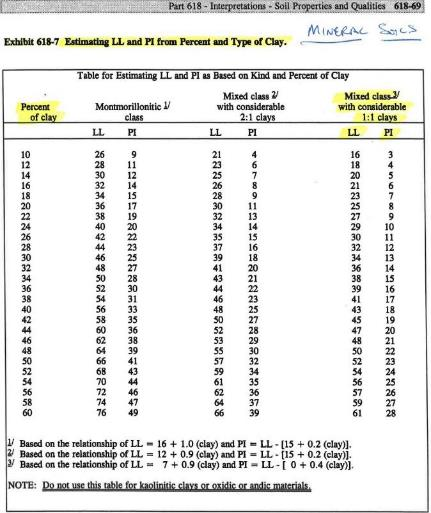 Part 618 - Interpretations - Soil Properties and Qualities 618-69
MINERAL SOILS
Exhibit 618-7 Estimating LL and PI from Percent and Type of Clay.
Table for Estimating LL and PI as Based on Kind and Percent of Clay
Percent of clay Montmorillonitic 1/ class Mixed class 2/ with considerable 2:1 clays Mixed class 3/ with considerable 1:1 clays
LL PI LL PI LL PI
10 26 9 21 4 16 3
12 28 11 23 6 18 4
14 30 12 25 7 20 5
16 32 14 26 8 21 6
18 34 15 28 9 23 7
20 36 17 30 11 25 8
22 38 19 32 13 27 9
24 40 20 34 14 29 10
26 42 22 35 15 30 11
28 44 23 37 16 32 12
30 46 25 39 18 34 13
32 48 27 41 20 36 14
34 50 28 43 21 38 15
36 52 30 44 22 39 16
38 54 31 46 23 41 17
40 56 33 48 25 43 18
42 58 35 50 27 45 19
44 60 36 52 28 47 20
46 62 38 53 29 48 21
48 64 39 55 30 50 22
50 66 41 57 32 52 23
52 68 43 59 34 54 24
54 70 44 61 35 56 25
56 72 46 62 36 57 26
58 74 47 64 37 59 27
60 76 49 66 39 61 28
1/ Based on the relationship of LL = 16 + 1.0 (clay) and PI = LL - [15 + 0.2 (clay)].
2/ Based on the relationship of LL = 12 + 0.9 (clay) and PI = LL - [15 + 0.2 (clay)].
3/ Based on the relationship of LL = 7 + 0.9 (clay) and PI = LL - [ 0 + 0.4 (clay)].
NOTE: Do not use this table for kaolinitic clays or oxidic or andic materials.